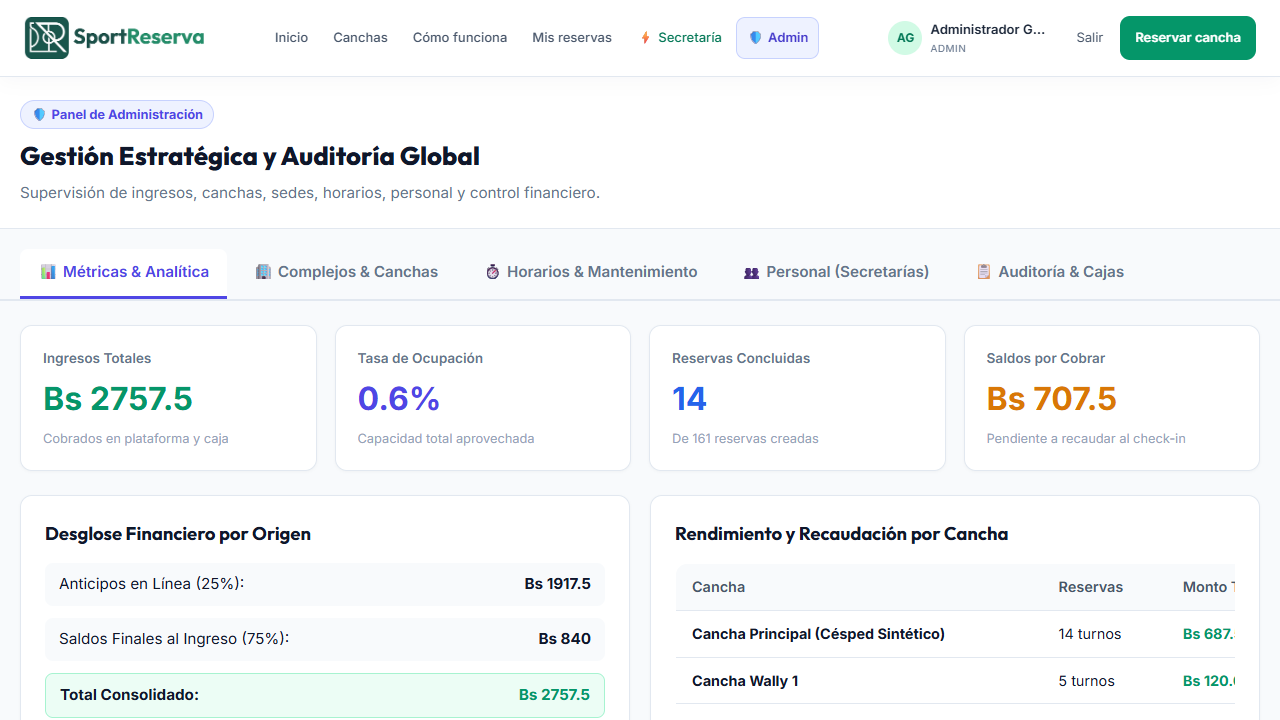 SportReserva
Inicio Canchas Cómo funciona Mis reservas Secretaría Admin AG Administrador G... ADMIN Salir Reservar cancha
Panel de Administración
Gestión Estratégica y Auditoría Global
Supervisión de ingresos, canchas, sedes, horarios, personal y control financiero.
Métricas & Analítica Complejos & Canchas Horarios & Mantenimiento Personal (Secretarías) Auditoría & Cajas
Ingresos Totales
Bs 2757.5
Cobrados en plataforma y caja
Tasa de Ocupación
0.6%
Capacidad total aprovechada
Reservas Concluidas
14
De 161 reservas creadas
Saldos por Cobrar
Bs 707.5
Pendiente a recaudar al check-in
Desglose Financiero por Origen
Anticipos en Línea (25%): Bs 1917.5
Saldos Finales al Ingreso (75%): Bs 840
Total Consolidado: Bs 2757.5
Rendimiento y Recaudación por Cancha
Cancha Reservas Monto
Cancha Principal (Césped Sintético) 14 turnos Bs 687.
Cancha Wally 1 5 turnos Bs 120.